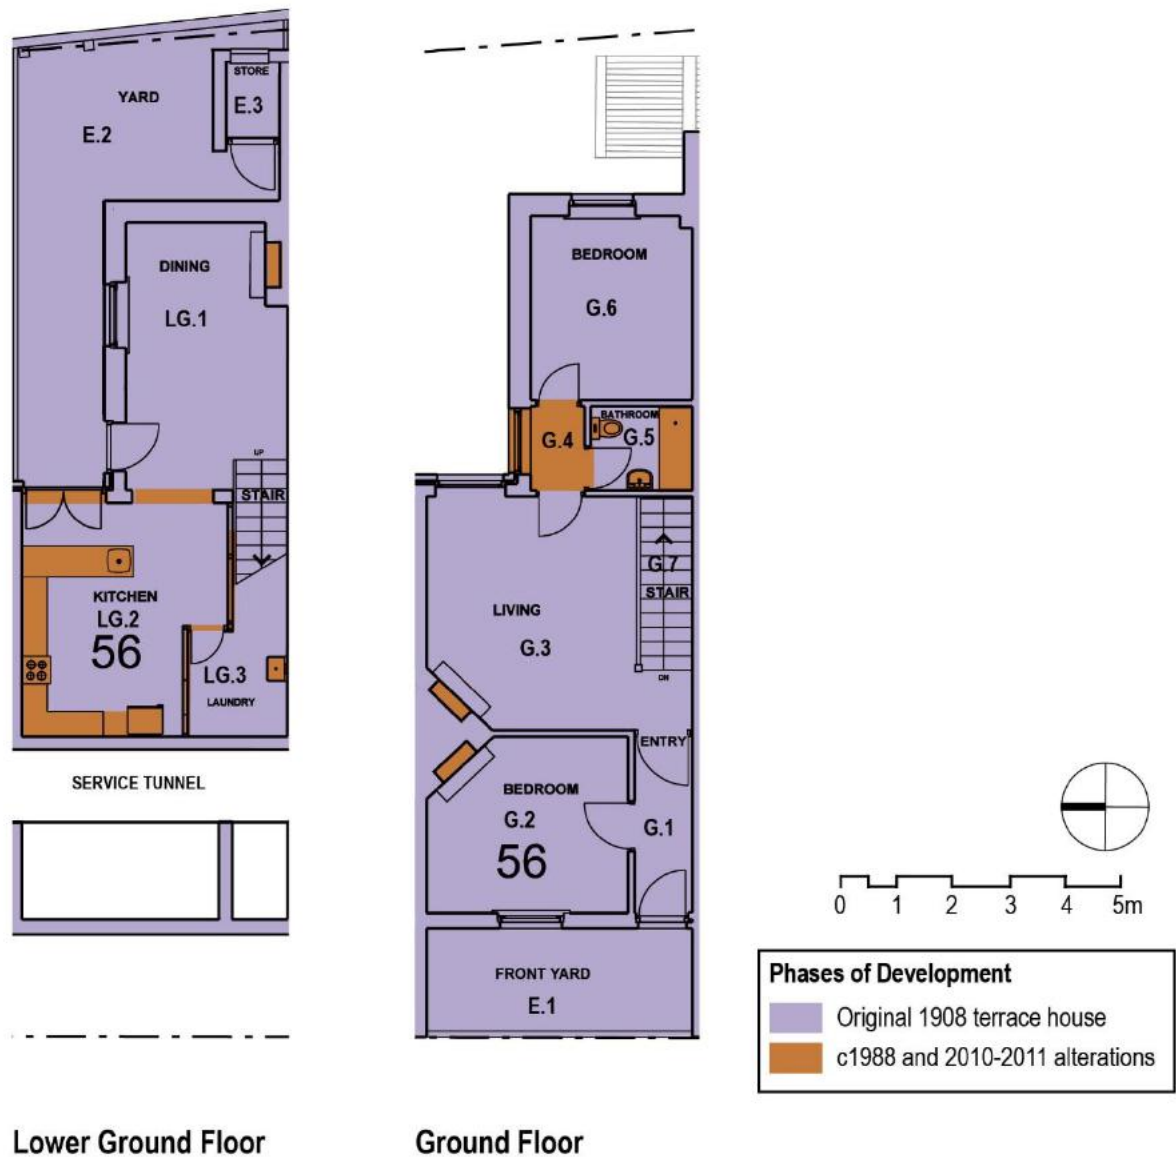 YARD
E.2
STORE
E.3
DINING
LG.1
UP
STAIR
KITCHEN
LG.2
56
LG.3
LAUNDRY
SERVICE TUNNEL
Lower Ground Floor
BEDROOM
G.6
G.4
BATHROOM
G.5
G.7
STAIR
DN
LIVING
G.3
ENTRY
BEDROOM
G.2
56
G.1
FRONT YARD
E.1
Ground Floor
0 1 2 3 4 5m
Phases of Development
Original 1908 terrace house
c1988 and 2010-2011 alterations